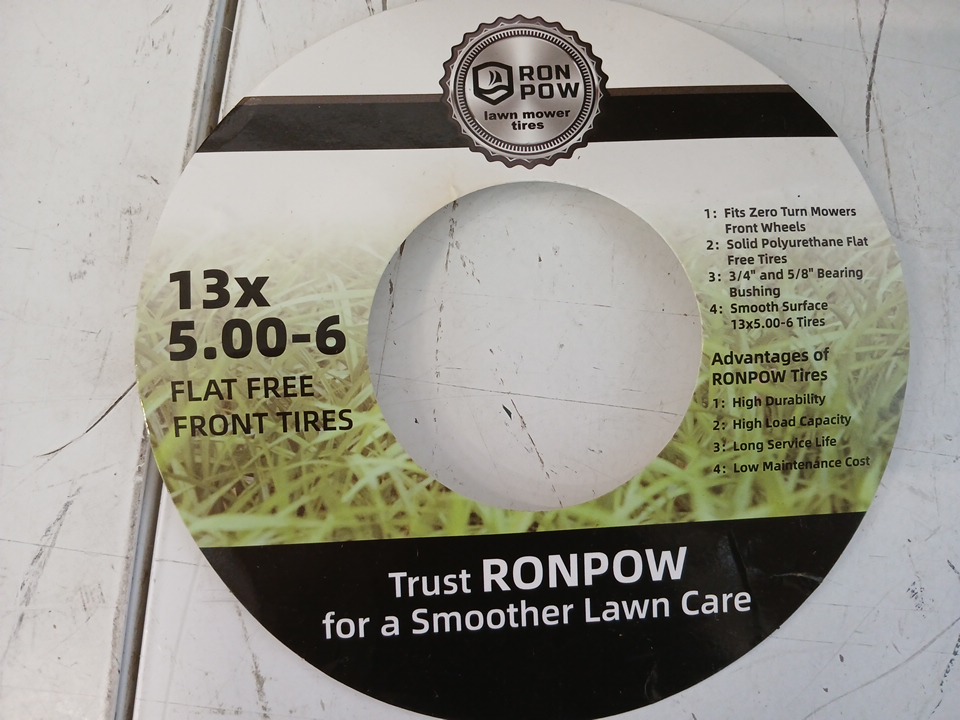 RON
POW
lawn mower
tires
13x
5.00-6
FLAT FREE
FRONT TIRES
1: Fits Zero Turn Mowers
Front Wheels
2: Solid Polyurethane Flat
Free Tires
3: 3/4" and 5/8" Bearing
Bushing
4: Smooth Surface
13x5.00-6 Tires
Advantages of
RONPOW Tires
1: High Durability
2: High Load Capacity
3: Long Service Life
4: Low Maintenance Cost
Trust RONPOW
for a Smoother Lawn Care